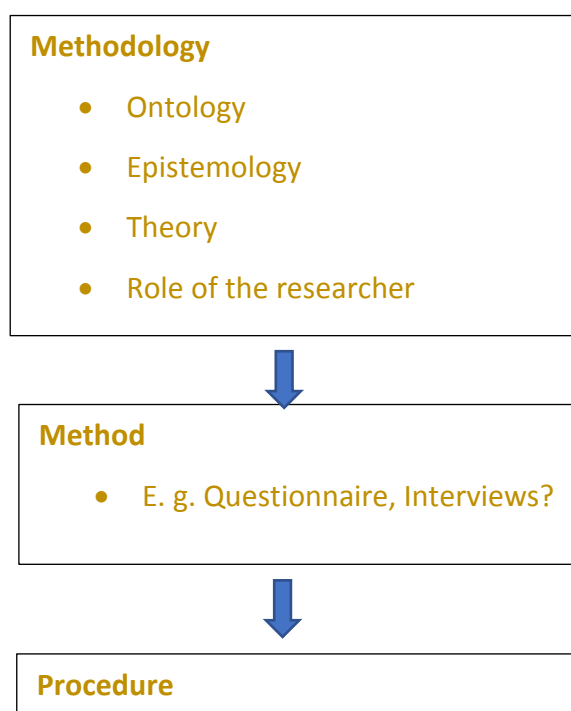 Methodology
• Ontology
• Epistemology
• Theory
• Role of the researcher
Method
• E. g. Questionnaire, Interviews?
Procedure